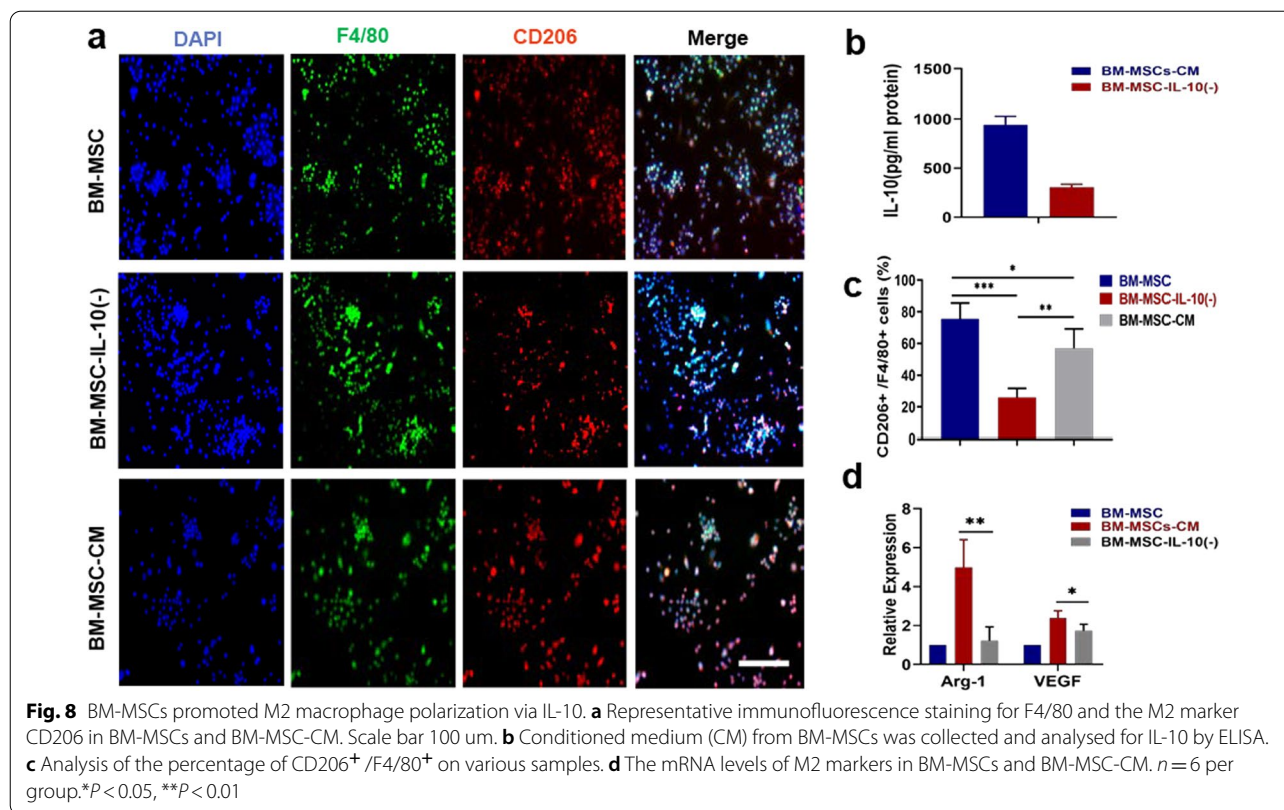 a
DAPI F4/80 CD206 Merge
BM-MSC
BM-MSC-IL-10(-)
BM-MSC-CM
b
IL-10(pg/ml protein)
1500
1000
500
0
BM-MSCs-CM
BM-MSC-IL-10(-)
c
CD206+ /F4/80+ cells (%)
100
80
60
40
20
0
*
***
**
BM-MSC
BM-MSC-IL-10(-)
BM-MSC-CM
d
Relative Expression
8
6
4
2
0
**
*
BM-MSC
BM-MSCs-CM
BM-MSC-IL-10(-)
Arg-1 VEGF
Fig. 8 BM-MSCs promoted M2 macrophage polarization via IL-10. a Representative immunofluorescence staining for F4/80 and the M2 marker
CD206 in BM-MSCs and BM-MSC-CM. Scale bar 100 um. b Conditioned medium (CM) from BM-MSCs was collected and analysed for IL-10 by ELISA.
c Analysis of the percentage of CD206⁺ /F4/80⁺ on various samples. d The mRNA levels of M2 markers in BM-MSCs and BM-MSC-CM. n = 6 per
group.*P < 0.05, **P < 0.01